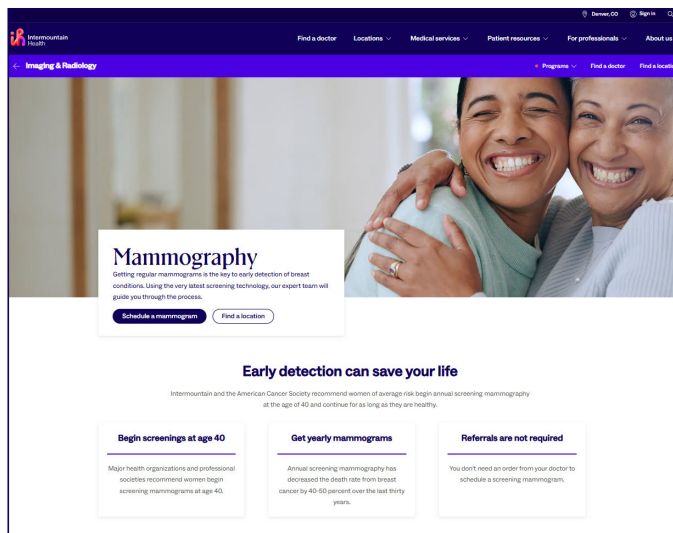 Denver, CO Sign in
Intermountain
Health
Find a doctor Locations Medical services Patient resources For professionals About us
Imaging & Radiology Programs Find a doctor Find a locatio
Mammography
Getting regular mammograms is the key to early detection of breast
conditions. Using the very latest screening technology, our expert team will
guide you through the process.
Schedule a mammogram Find a location
Early detection can save your life
Intermountain and the American Cancer Society recommend women of average risk begin annual screening mammography
at the age of 40 and continue for as long as they are healthy.
Begin screenings at age 40
Major health organizations and professional
societies recommend women begin
screening mammograms at age 40.
Get yearly mammograms
Annual screening mammography has
decreased the death rate from breast
cancer by 40-50 percent over the last thirty
years.
Referrals are not required
You don't need an order from your doctor to
schedule a screening mammogram.